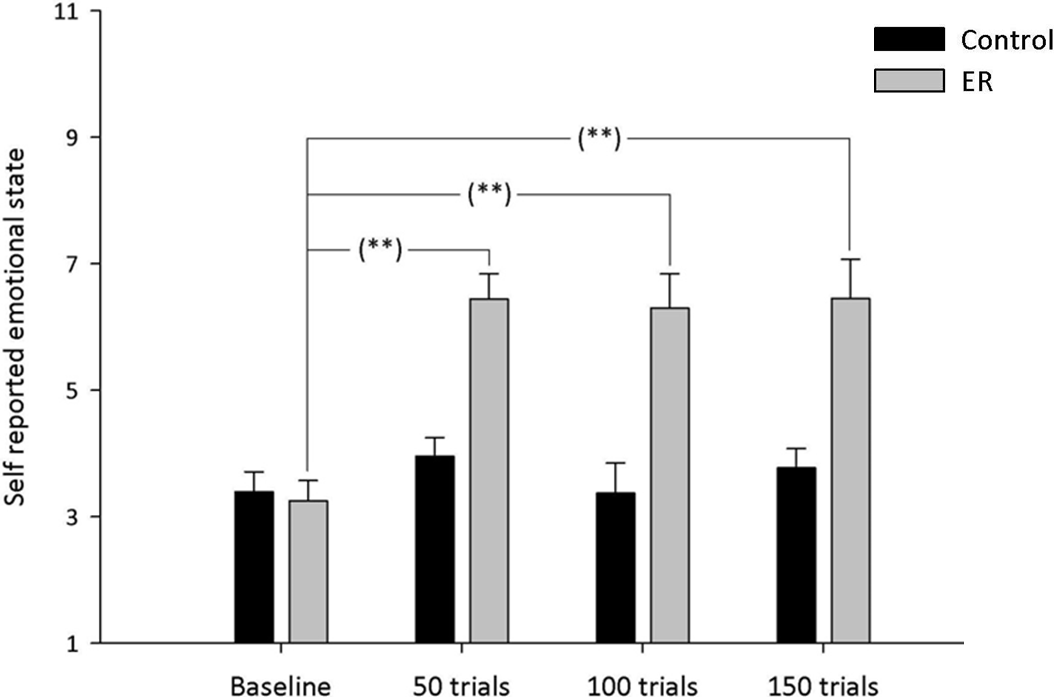 11
Control
ER
9
(**)
(**)
(**)
7
5
3
1
Self reported emotional state
Baseline
50 trials
100 trials
150 trials